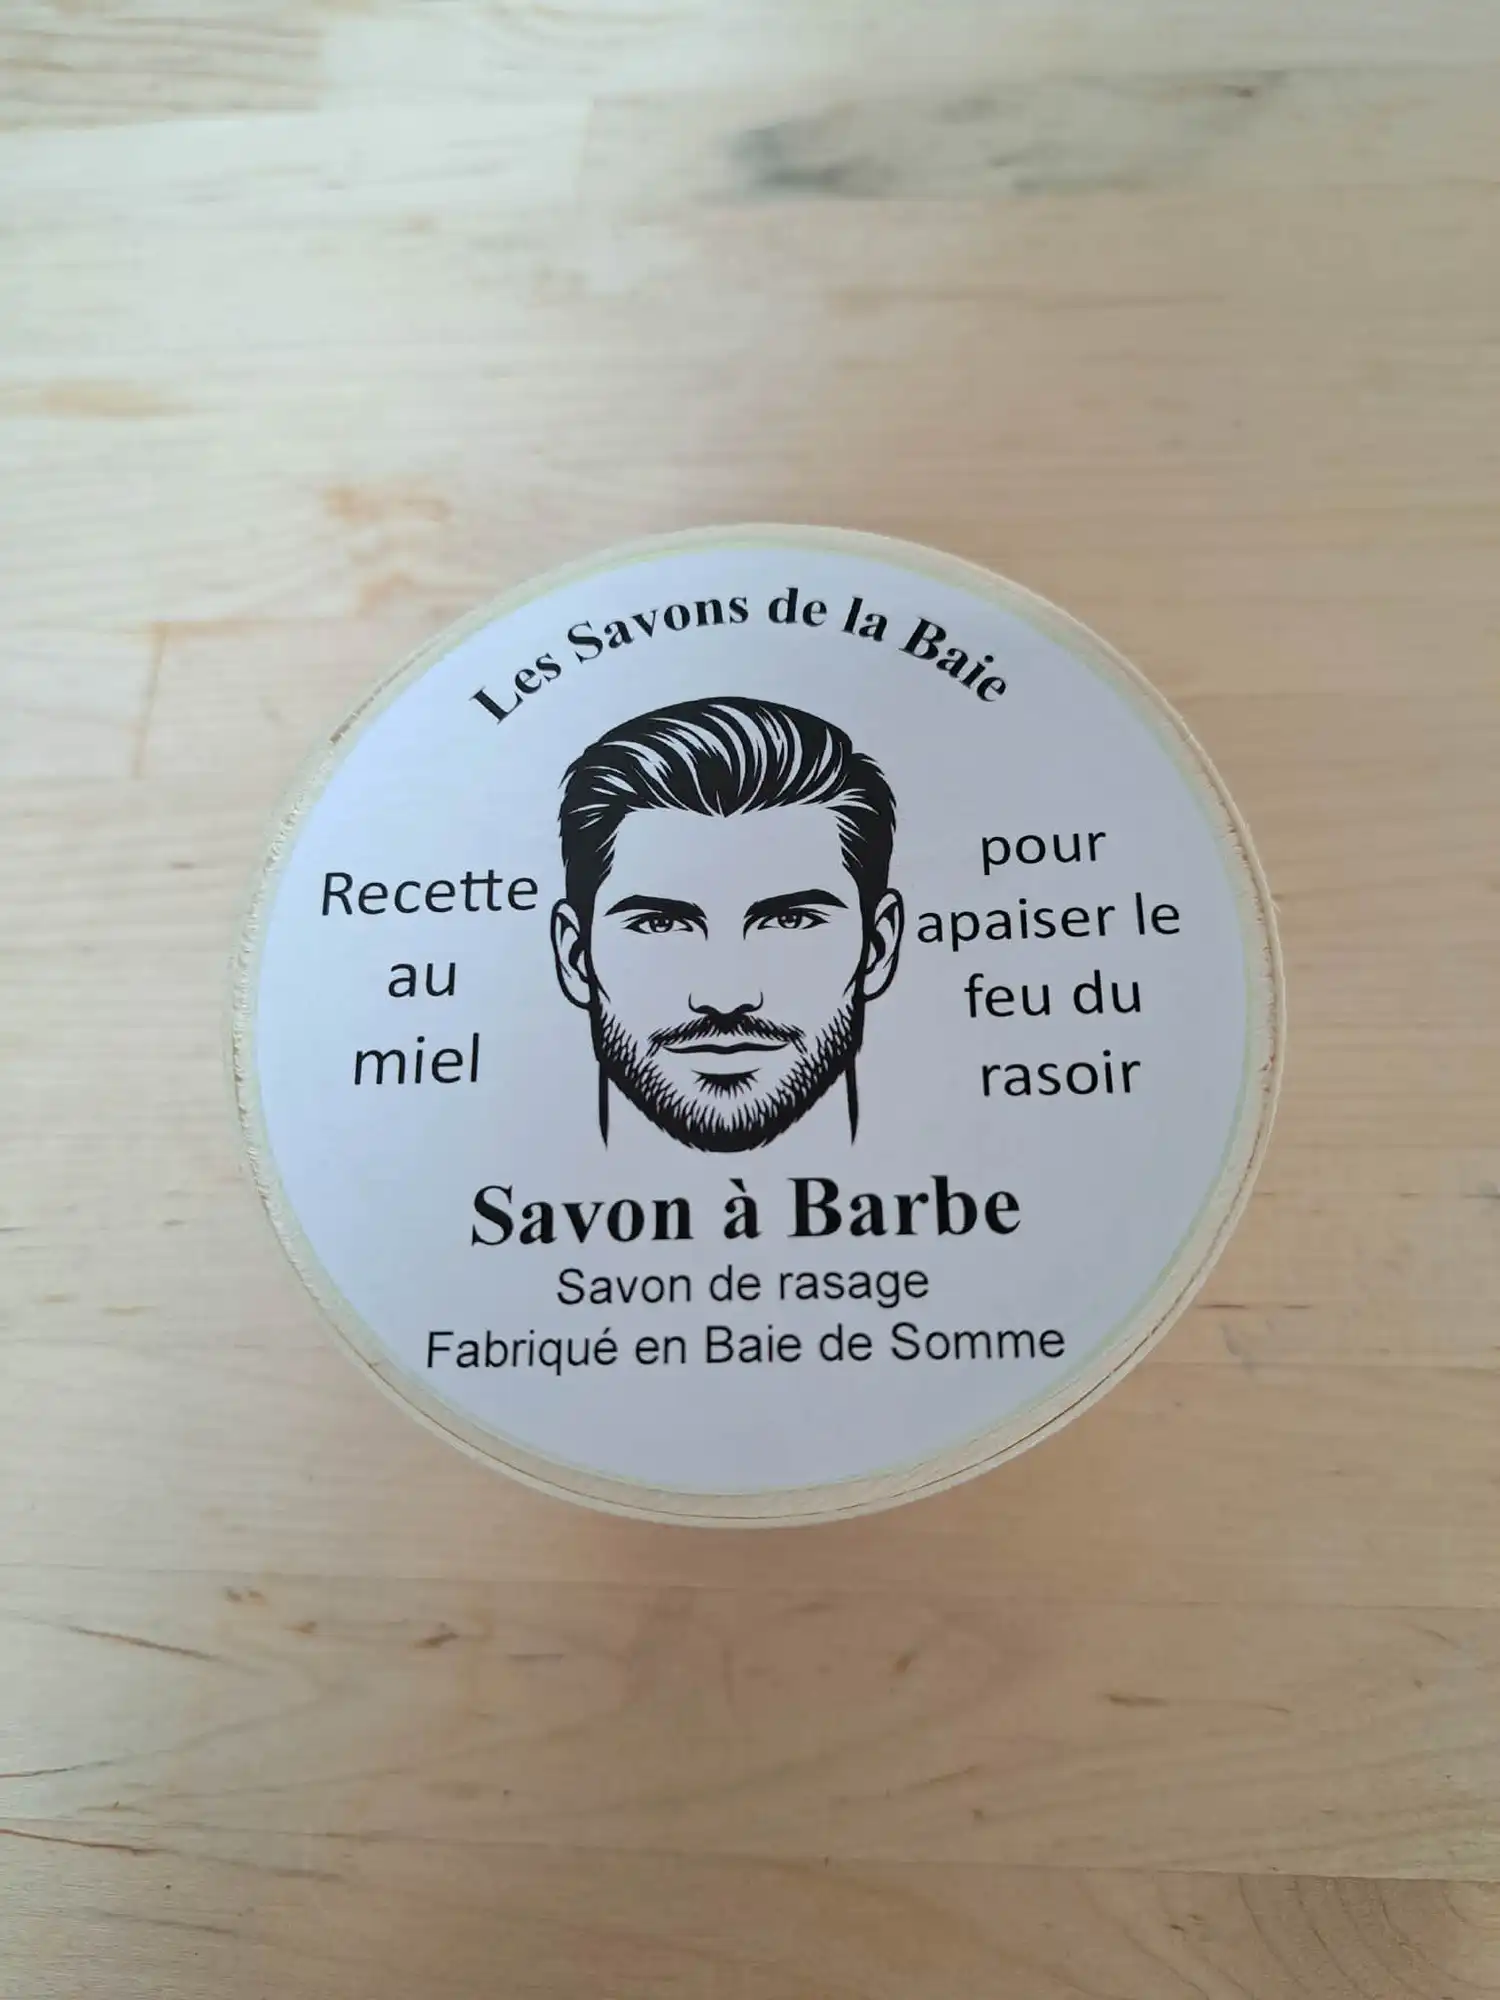 Les Savons de la Baie
Recette
au
miel
pour
apaiser le
feu du
rasoir
Savon à Barbe
Savon de rasage
Fabriqué en Baie de Somme